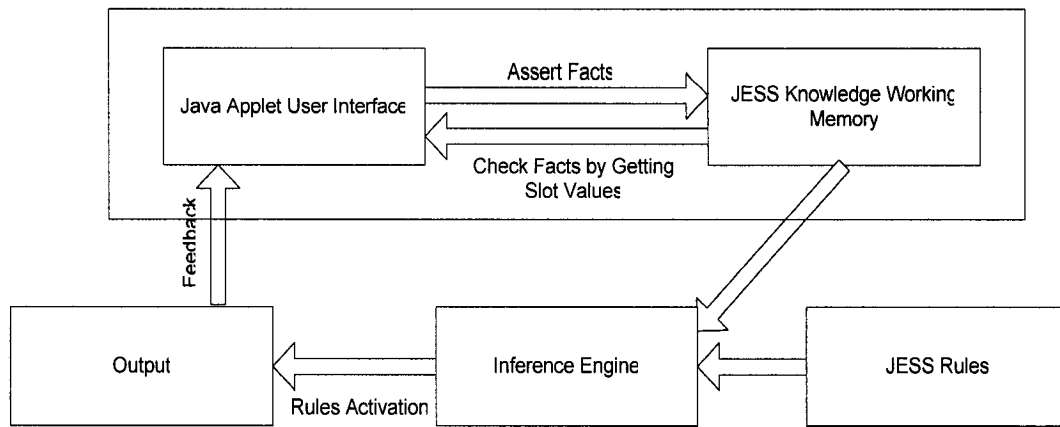 Assert Facts
Java Applet User Interface
JESS Knowledge Working
Memory
Check Facts by Getting
Slot Values
Feedback
Output
Inference Engine
JESS Rules
Rules Activation